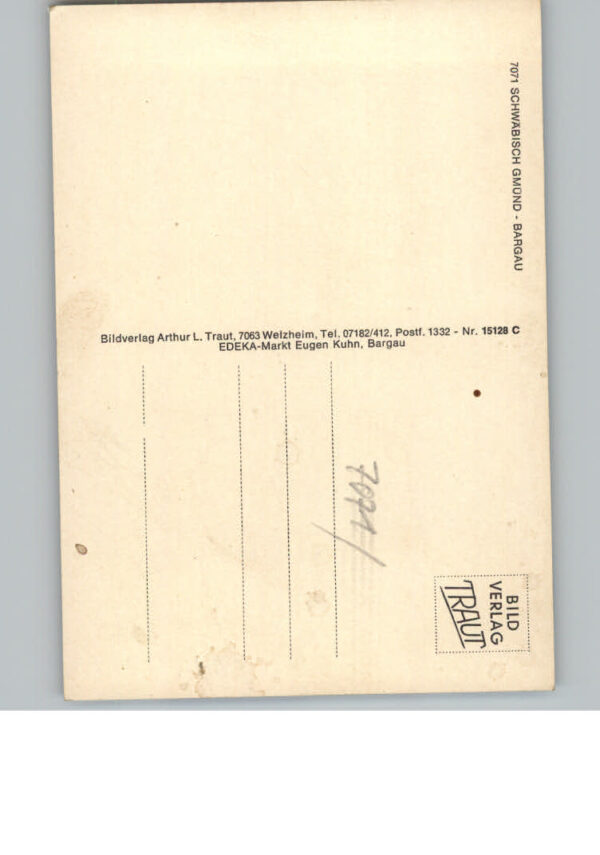 7071 SCHWÄBISCH GMÜND - BARGAU
Bildverlag Arthur L. Traut, 7063 Welzheim, Tel. 07182/412, Postf. 1332 - Nr. 15128 C
EDEKA-Markt Eugen Kuhn, Bargau
7071/
BILD
VERLAG
TRAUT